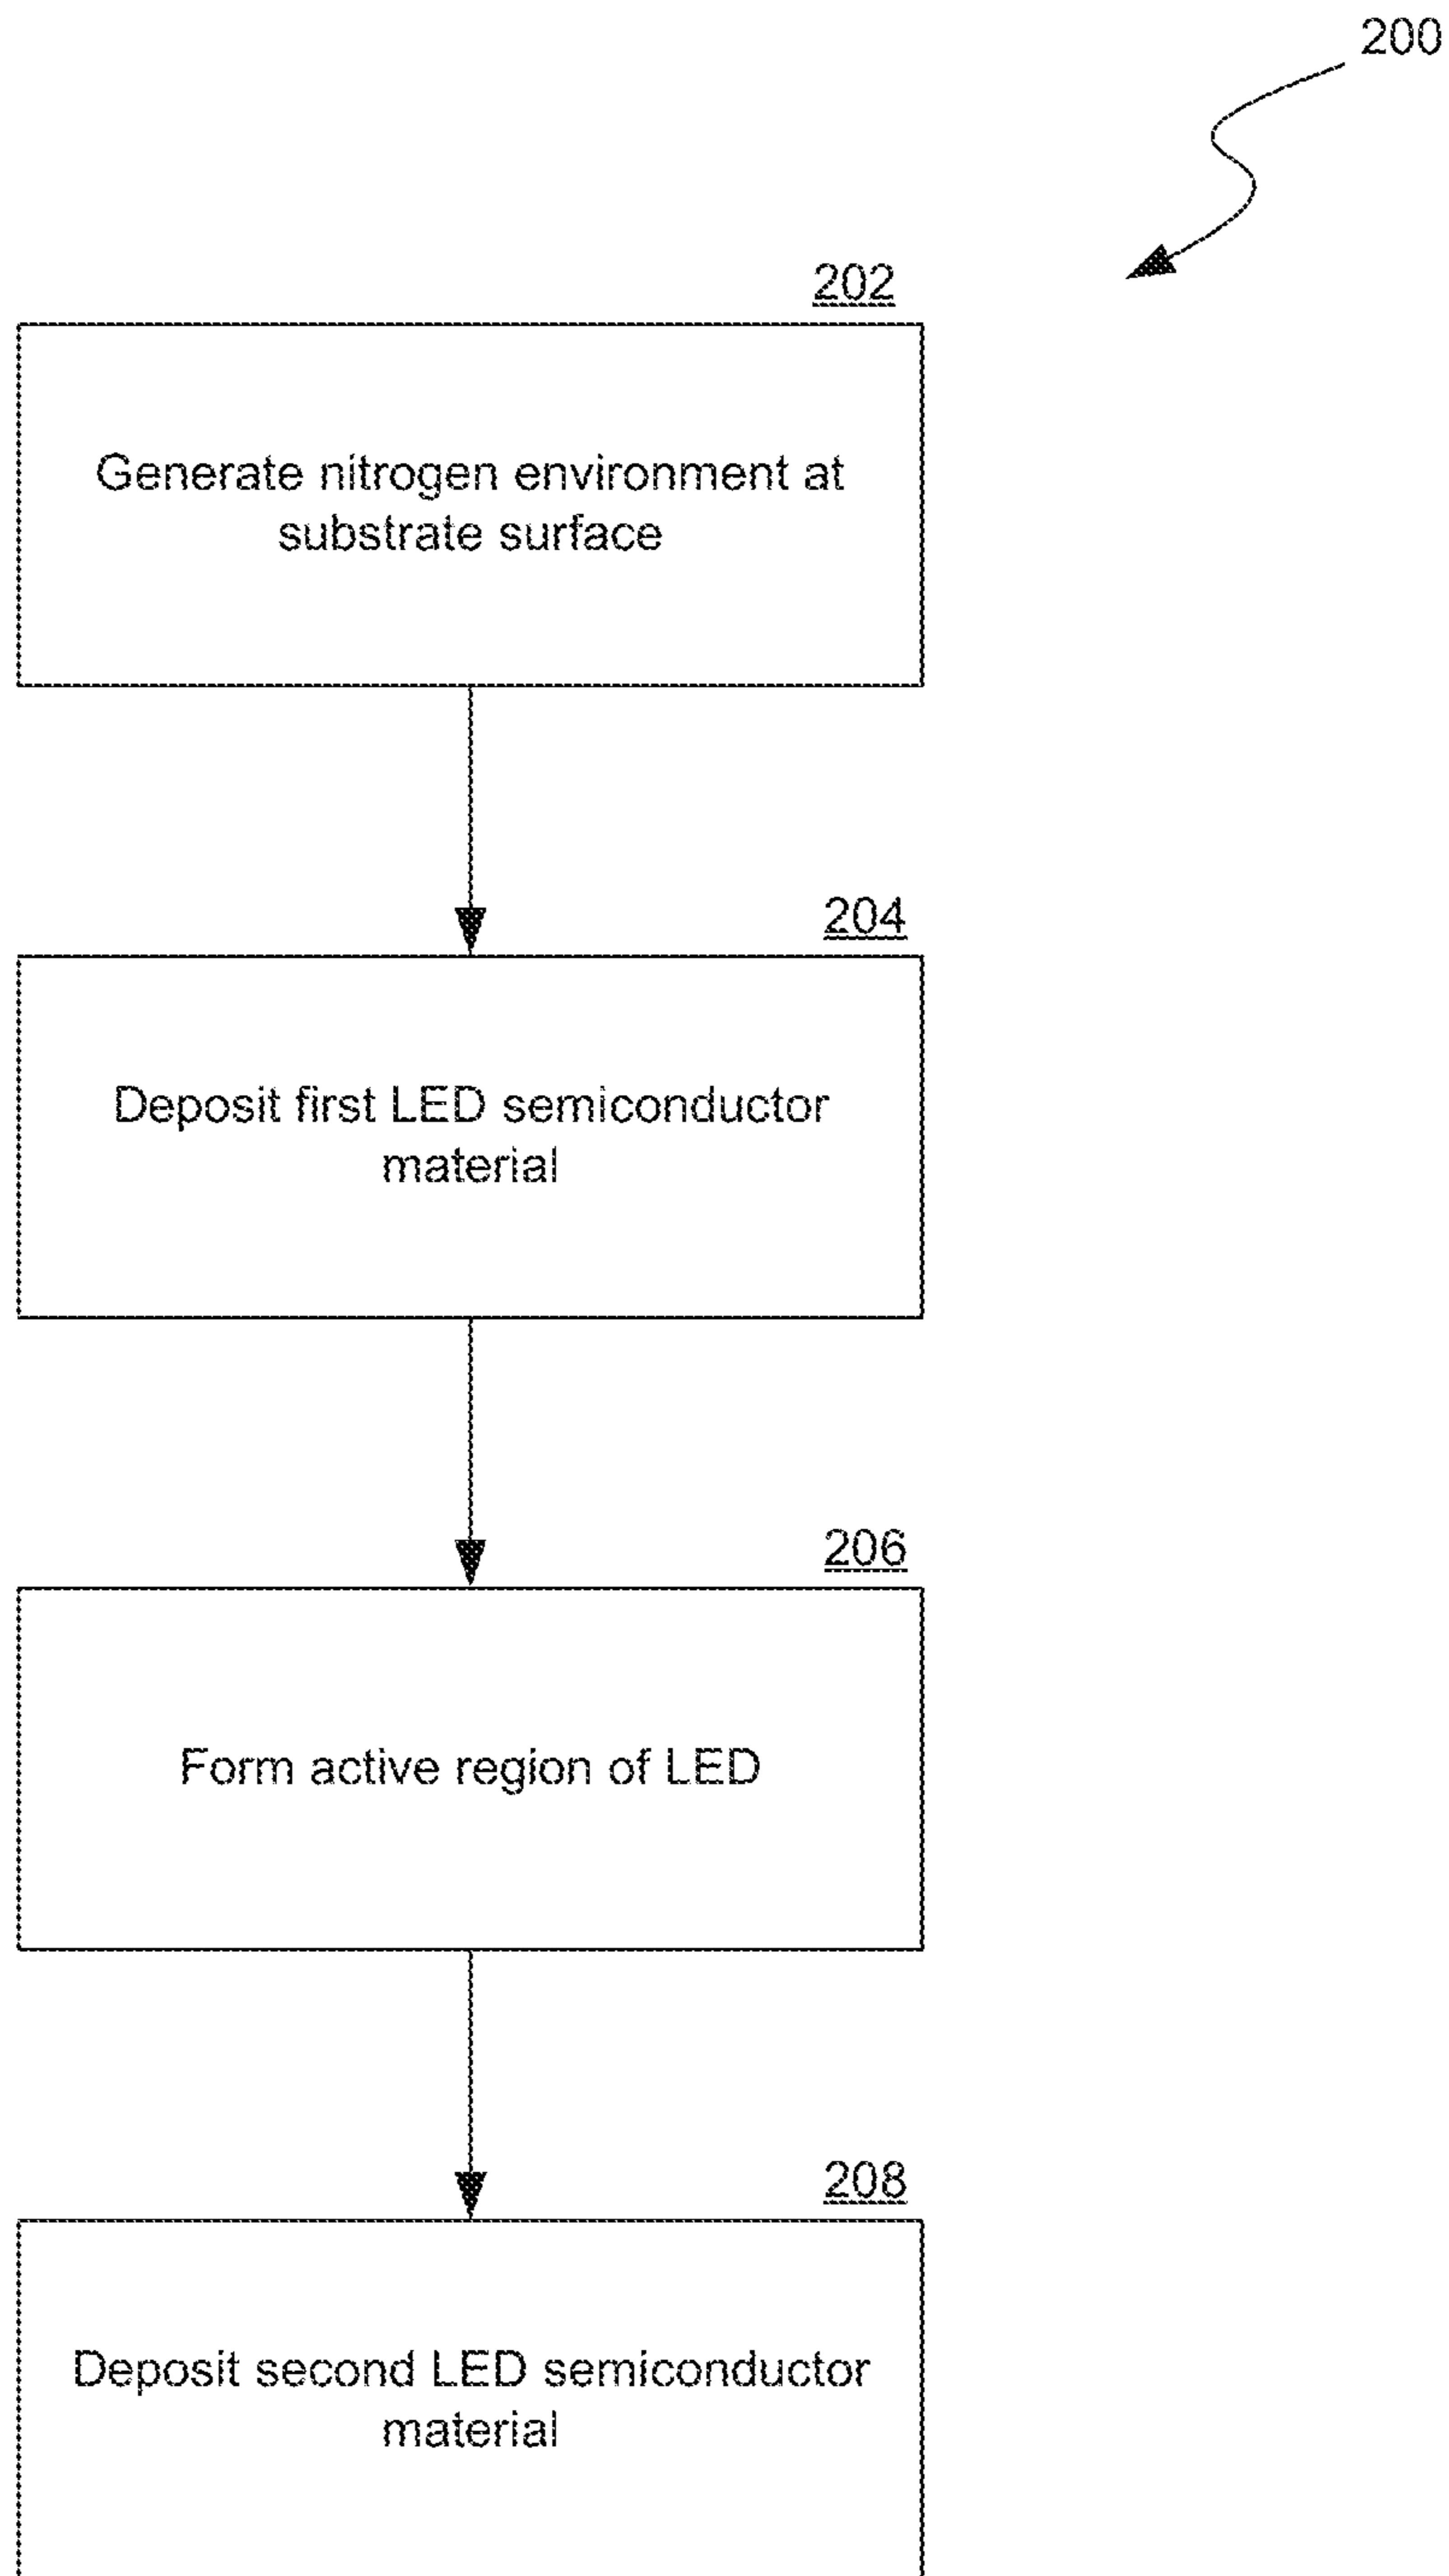 200
202
Generate nitrogen environment at
substrate surface
204
Deposit first LED semiconductor
material
206
Form active region of LED
208
Deposit second LED semiconductor
material